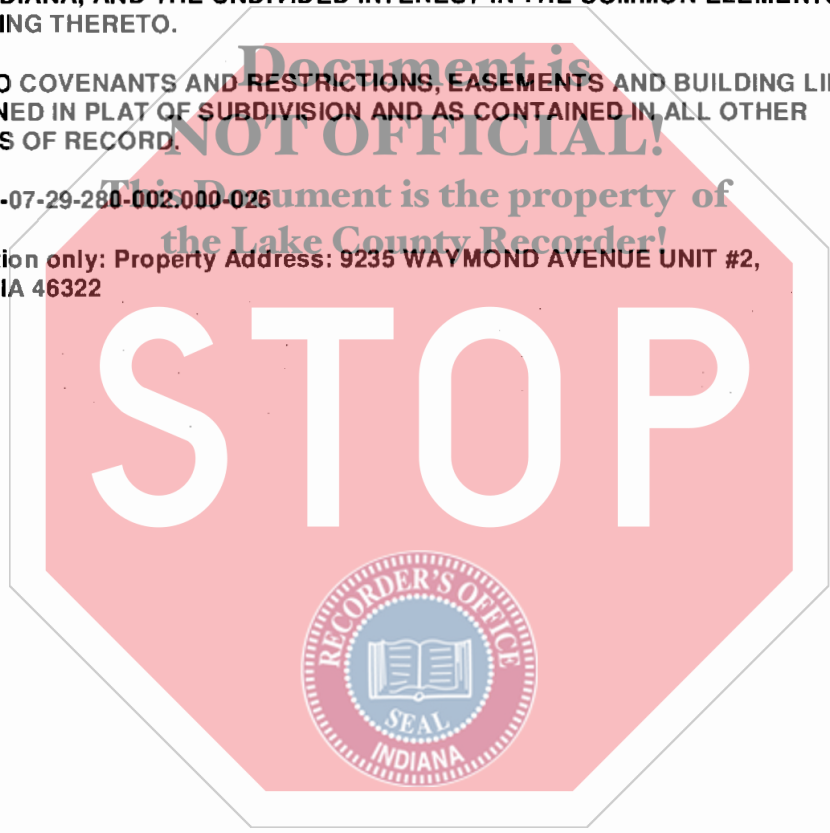 DIANA, AND THE UNDIVIDED INTEREST IN THE COMMON ELEMENTS
ING THERETO.
Document is
O COVENANTS AND RESTRICTIONS, EASEMENTS AND BUILDING LI
NED IN PLAT OF SUBDIVISION AND AS CONTAINED IN ALL OTHER
S OF RECORD.
NOT OFFICIAL!
-07-29-280-002.000-026
This Document is the property of
the Lake County Recorder!
ion only: Property Address: 9235 WAYMOND AVENUE UNIT #2,
IA 46322
STOP
RECORDER'S OFFICE
SEAL
INDIANA